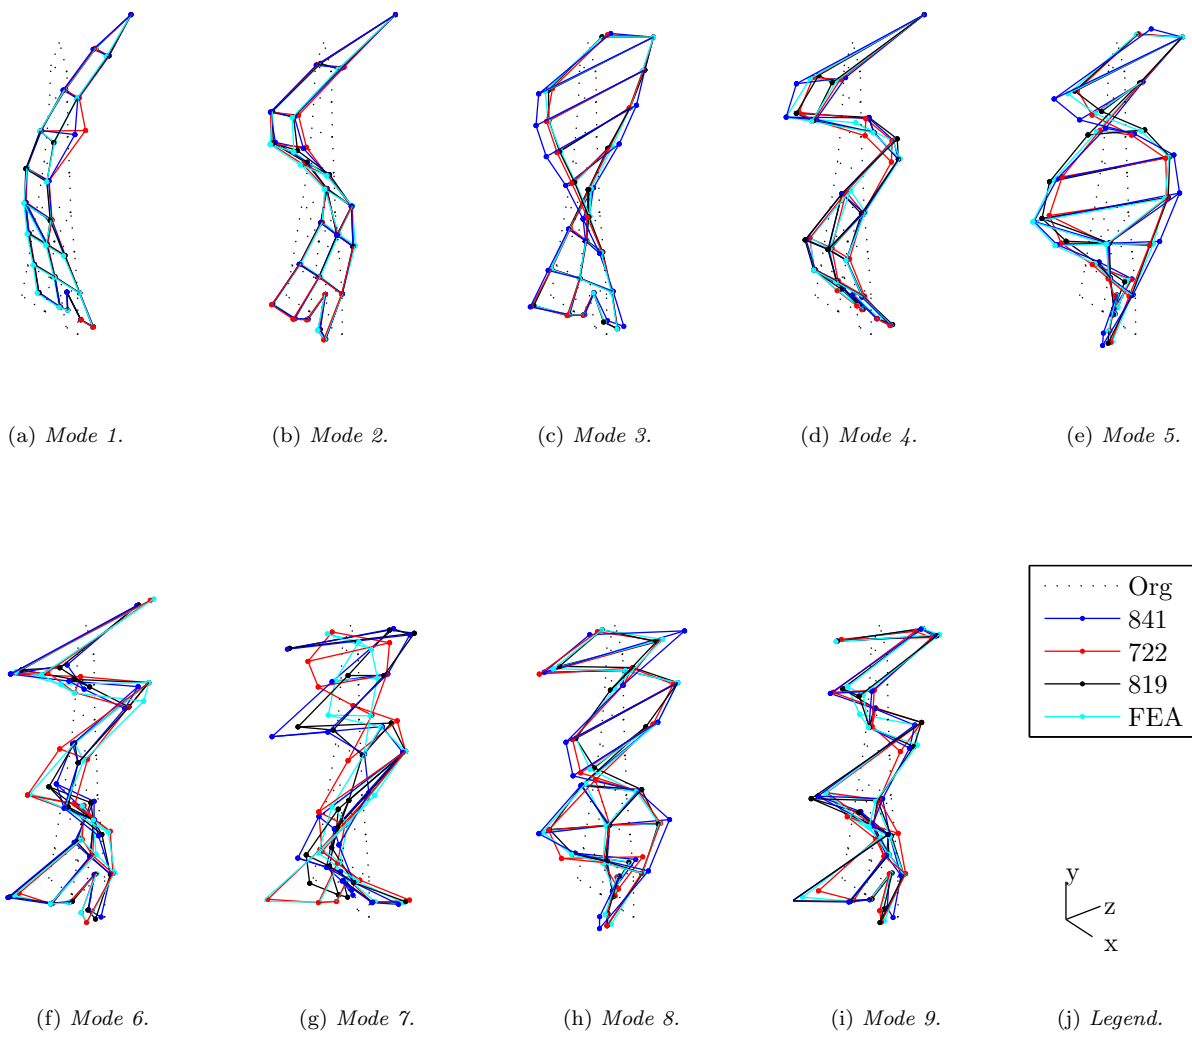 (a) Mode 1.
(b) Mode 2.
(c) Mode 3.
(d) Mode 4.
(e) Mode 5.
Org
841
722
819
FEA
y
z
x
(f) Mode 6.
(g) Mode 7.
(h) Mode 8.
(i) Mode 9.
(j) Legend.